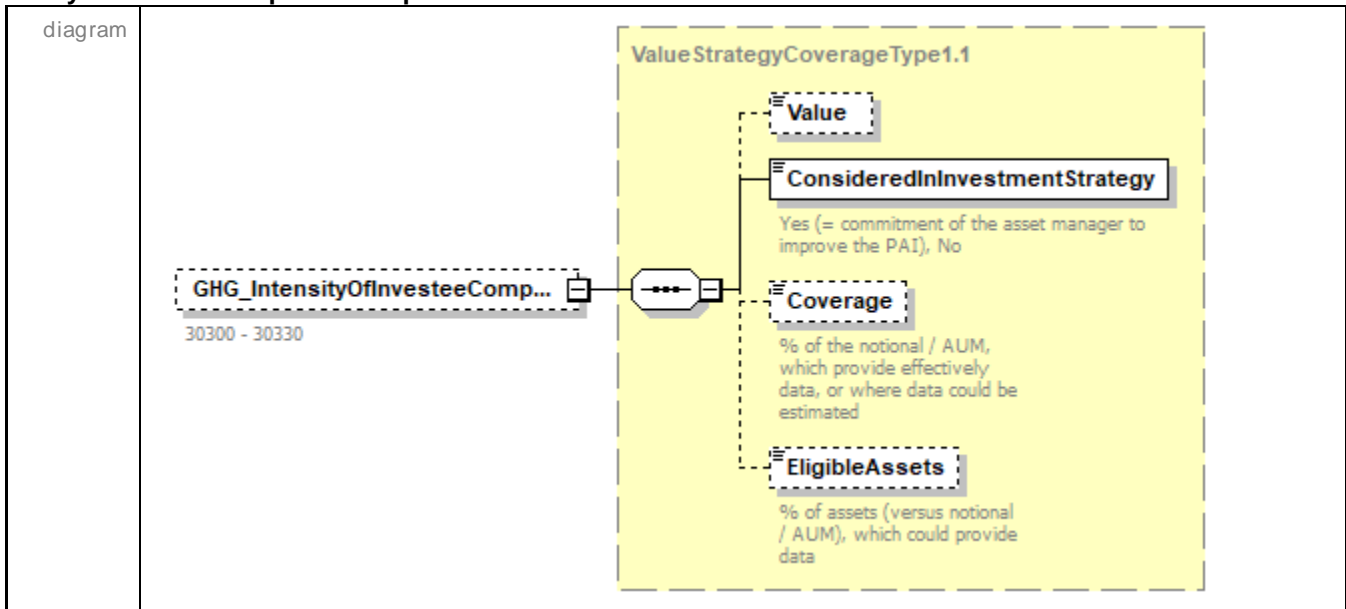 diagram
ValueStrategyCoverageType1.1
Value
ConsideredInInvestmentStrategy
Yes (= commitment of the asset manager to
improve the PAI), No
GHG_IntensityOfInvesteeComp...
30300 - 30330
Coverage
% of the notional / AUM,
which provide effectively
data, or where data could be
estimated
EligibleAssets
% of assets (versus notional
/ AUM), which could provide
data